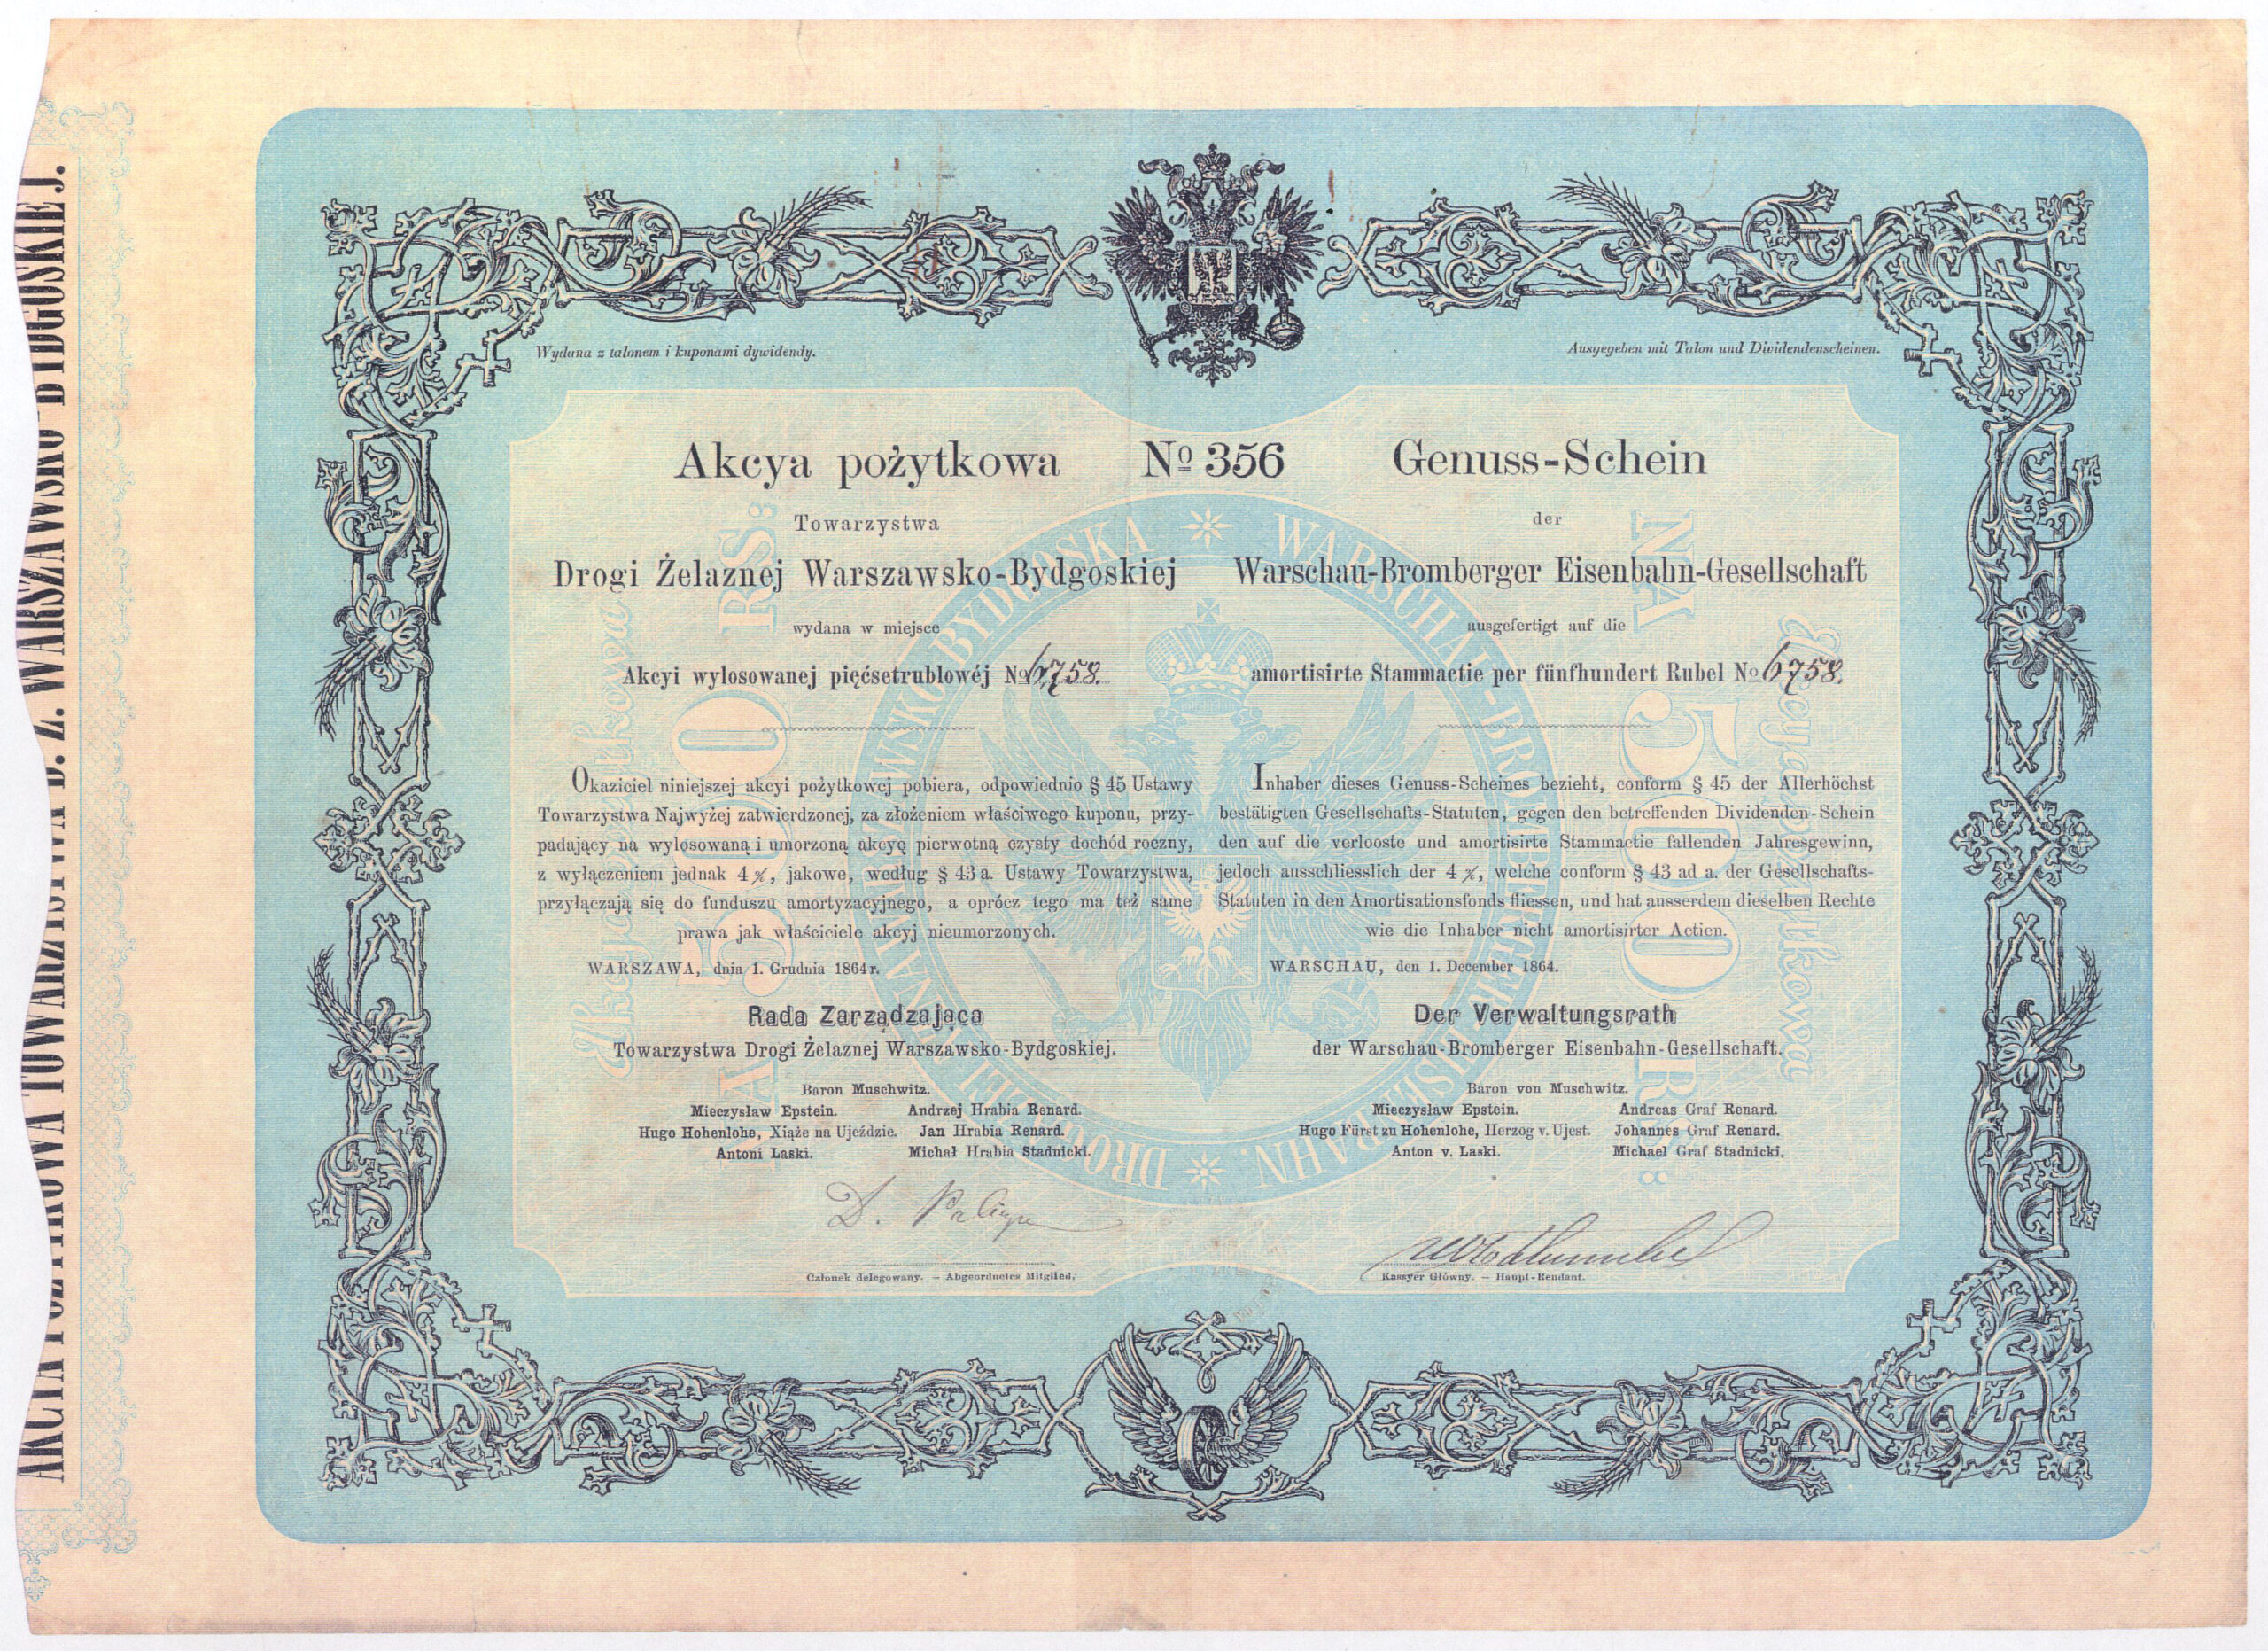 AKCYA POŻYTKOWA TOWARZYSTWA D. Ż. WARSZAWSKO-BYDGOSKIEJ.
Wydana z talonem i kuponami dywidendy.
Ausgegeben mit Talon und Dividendenscheinen.
Akcya pożytkowa
Towarzystwa
Drogi Żelaznej Warszawsko-Bydgoskiej
wydana w miejsce
Akcyi wylosowanej pięćsetrublowéj No 6758.
Okaziciel niniejszej akcyi pożytkowej pobiera, odpowiednio § 45 Ustawy
Towarzystwa Najwyżej zatwierdzonej, za złożeniem właściwego kuponu, przy-
padający na wylosowaną i umorzoną akcyę pierwotną czysty dochód roczny,
z wyłączeniem jednak 4 %, jakowe, według § 43 a. Ustawy Towarzystwa,
przyłączają się do funduszu amortyzacyjnego, a oprócz tego ma też same
prawa jak właściciele akcyj nieumorzonych.
WARSZAWA, dnia 1. Grudnia 1864 r.
Rada Zarządzająca
Towarzystwa Drogi Żelaznej Warszawsko-Bydgoskiej.
Baron Muschwitz.
Mieczysław Epstein. Andrzej Hrabia Renard.
Hugo Hohenlohe, Xiąże na Ujeździe. Jan Hrabia Renard.
Antoni Laski. Michał Hrabia Stadnicki.
Członek delegowany. — Abgeordnetes Mitglied.
No 356
Genuss-Schein
der
Warschau-Bromberger Eisenbahn-Gesellschaft
ausgefertigt auf die
amortisirte Stammactie per fünfhundert Rubel No 6758.
Inhaber dieses Genuss-Scheines bezieht, conform § 45 der Allerhöchst
bestätigten Gesellschafts-Statuten, gegen den betreffenden Dividenden-Schein
den auf die verlooste und amortisirte Stammactie fallenden Jahresgewinn,
jedoch ausschliesslich der 4 %, welche conform § 43 ad a. der Gesellschafts-
Statuten in den Amortisationsfonds fliessen, und hat ausserdem dieselben Rechte
wie die Inhaber nicht amortisirter Actien.
WARSCHAU, den 1. December 1864.
Der Verwaltungsrath
der Warschau-Bromberger Eisenbahn-Gesellschaft.
Baron von Muschwitz.
Mieczysław Epstein. Andreas Graf Renard.
Hugo Fürst zu Hohenlohe, Herzog v. Ujest. Johannes Graf Renard.
Anton v. Laski. Michael Graf Stadnicki.
Kassyer Główny. — Haupt-Rendant.
Akcya pożytkowa
NA 500 RS:
NA 500 RS:
Akcya pożytkowa